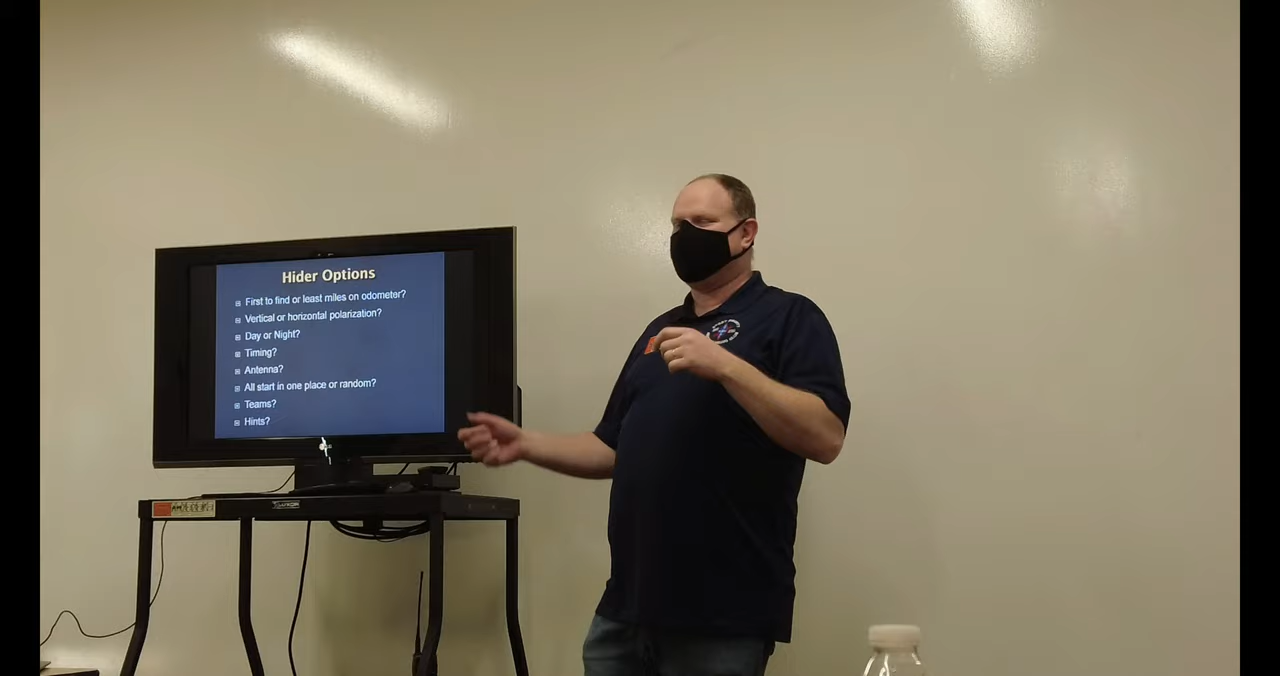 Hider Options
First to find or least miles on odometer?
Vertical or horizontal polarization?
Day or Night?
Timing?
Antenna?
All start in one place or random?
Teams?
Hints?
LUXOR